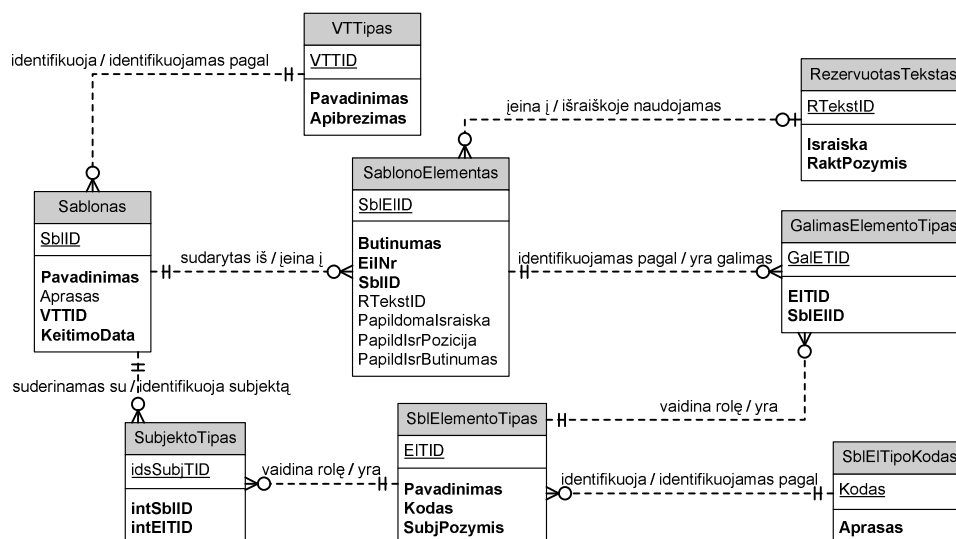 VTTipas
VTTID
Pavadinimas
Apibrezimas
identifikuoja / identifikuojamas pagal
RezervuotasTekstas
RTekstID
Israiska
RaktPozymis
įeina į / išraiškoje naudojamas
SablonoElementas
SblElID
Butinumas
EilNr
SblID
RTekstID
PapildomaIsraiska
PapildIsrPozicija
PapildIsrButinumas
Sablonas
SblID
Pavadinimas
Aprasas
VTTID
KeitimoData
sudarytas iš / įeina į
identifikuojamas pagal / yra galimas
GalimasElementoTipas
GalETID
ElTID
SblElID
suderinamas su / identifikuoja subjektą
vaidina rolę / yra
SubjektoTipas
idsSubjTID
intSblID
intElTID
vaidina rolę / yra
SblElementoTipas
ElTID
Pavadinimas
Kodas
SubjPozymis
identifikuoja / identifikuojamas pagal
SblElTipoKodas
Kodas
Aprasas